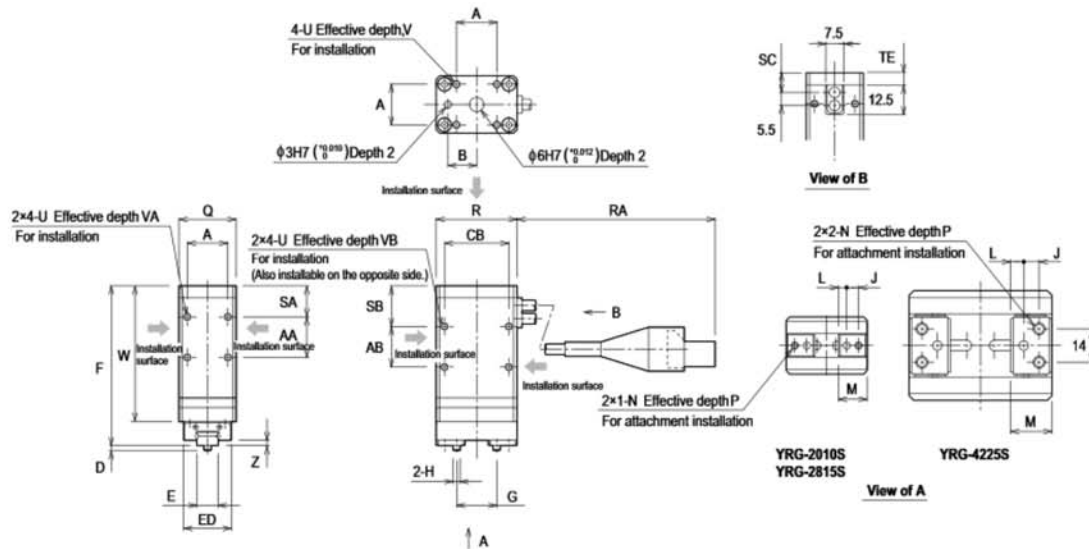 A
4-U Effective depth,V
For installation
A
ϕ3H7 (+0.010 0)Depth 2
B
ϕ6H7 (+0.012 0)Depth 2
7.5
SC
TE
12.5
5.5
View of B
Installation surface
2×4-U Effective depth VA
For installation
Q
A
SA
AA
W
F
Installation surface
Installation surface
D
Z
E
ED
R
RA
2×4-U Effective depth VB
For installation
(Also installable on the opposite side.)
CB
SB
AB
B
Installation surface
Installation surface
2-H
G
A
2×2-N Effective depth P
For attachment installation
L
J
L
J
14
M
M
2×1-N Effective depth P
For attachment installation
YRG-2010S
YRG-2815S
YRG-4225S
View of A